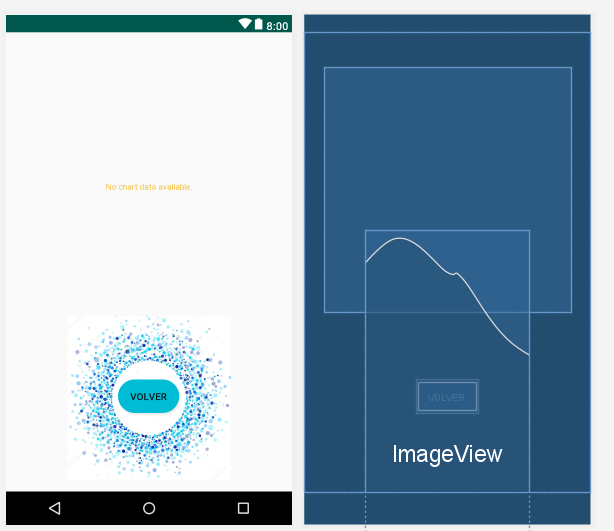 8:00
No chart data available.
VOLVER
VOLVER
ImageView